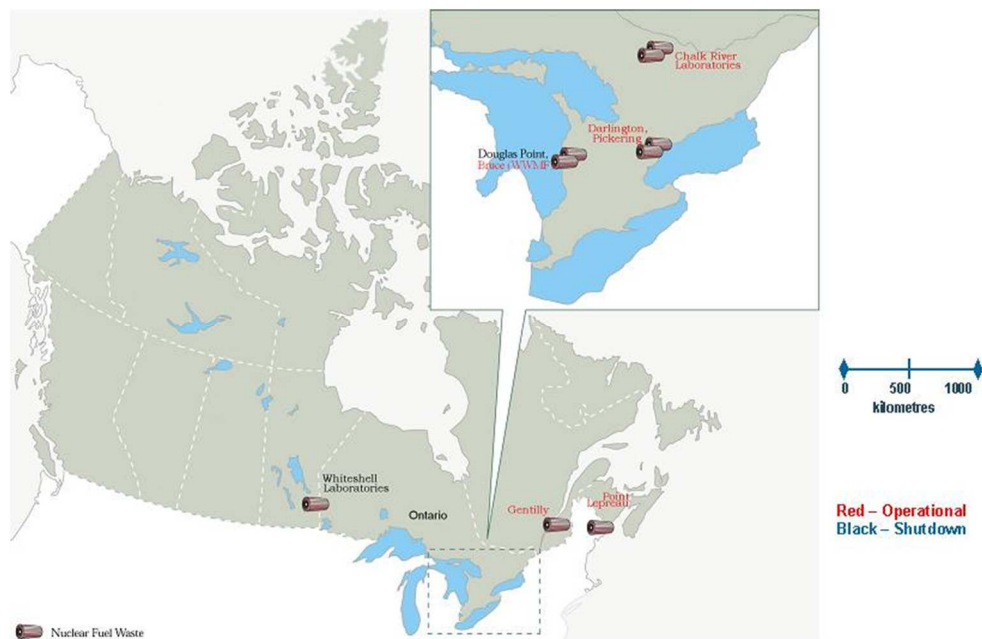 Chalk River
Laboratories
Darlington,
Pickering
Douglas Point,
Bruce WWMF
Whiteshell
Laboratories
Ontario
Gentilly
Point
Lepreau
0 500 1000
kilometres
Red – Operational
Black – Shutdown
Nuclear Fuel Waste